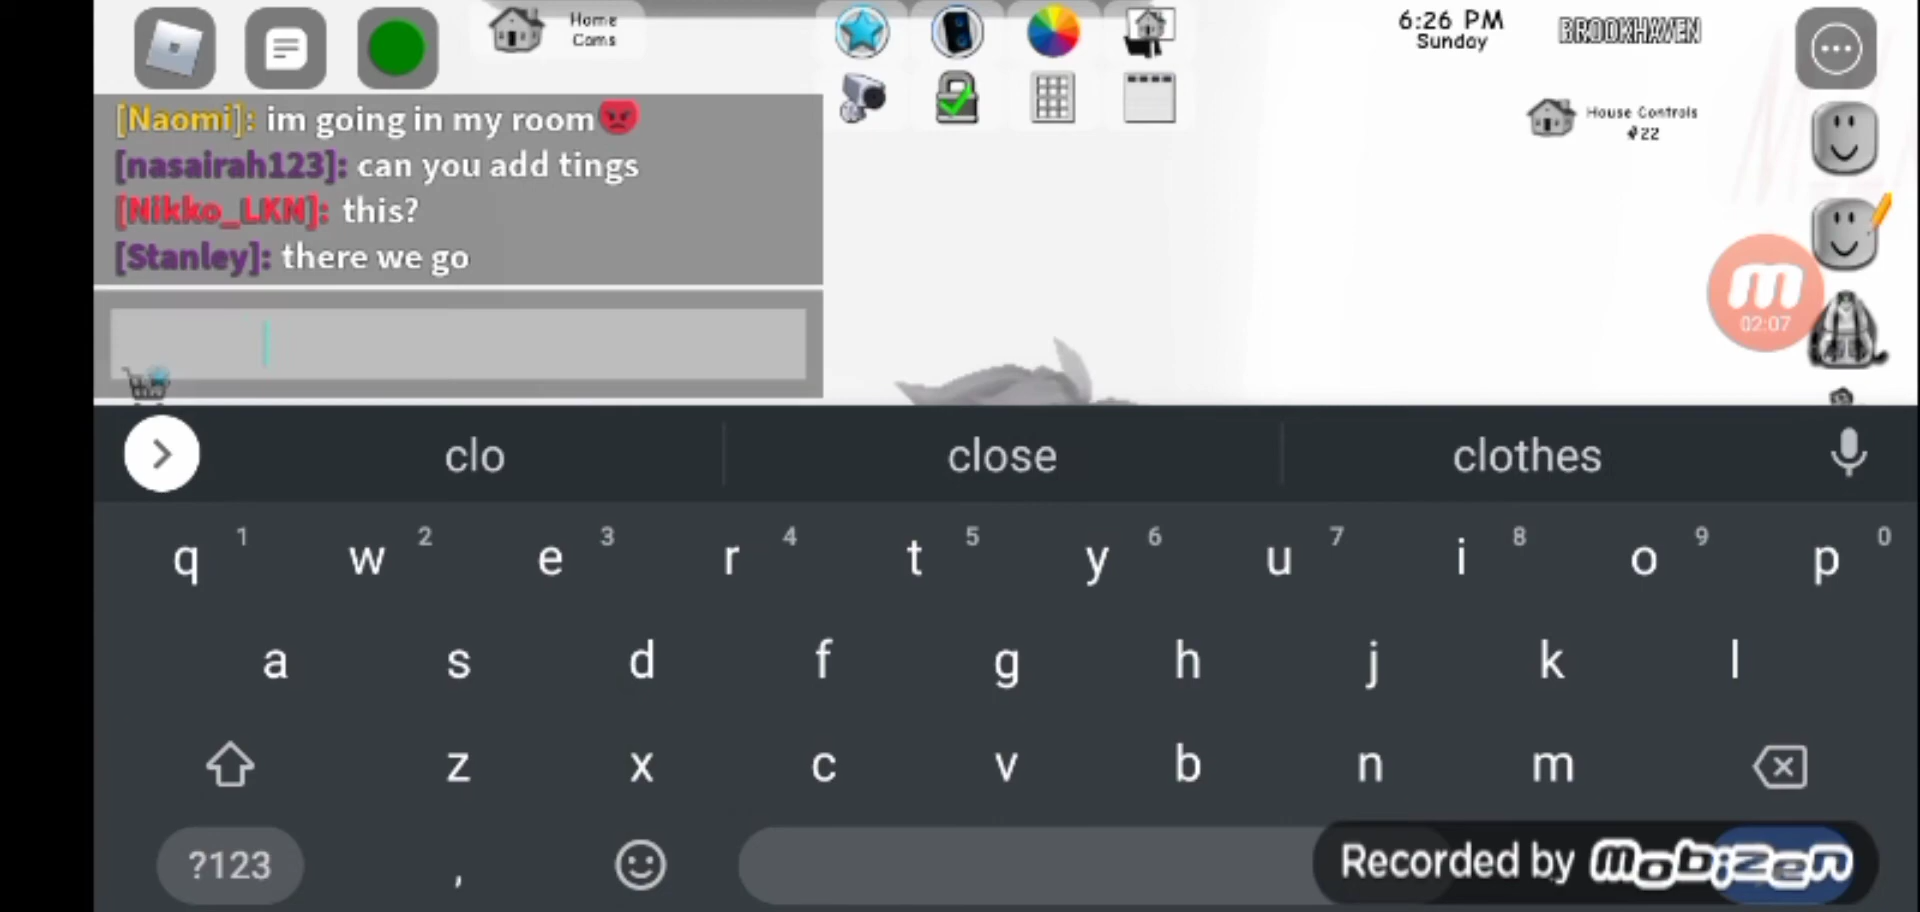 Home
Cams
6:26 PM
Sunday
BROOKHAVEN
House Controls
#22
[Naomi]: im going in my room😡
[nasairah123]: can you add tings
[Nikko_LKN]: this?
[Stanley]: there we go
02:07
clo close clothes
q 1 w 2 e 3 r 4 t 5 y 6 u 7 i 8 o 9 p 0
a s d f g h j k l
z x c v b n m
?123 ,
Recorded by mobizen